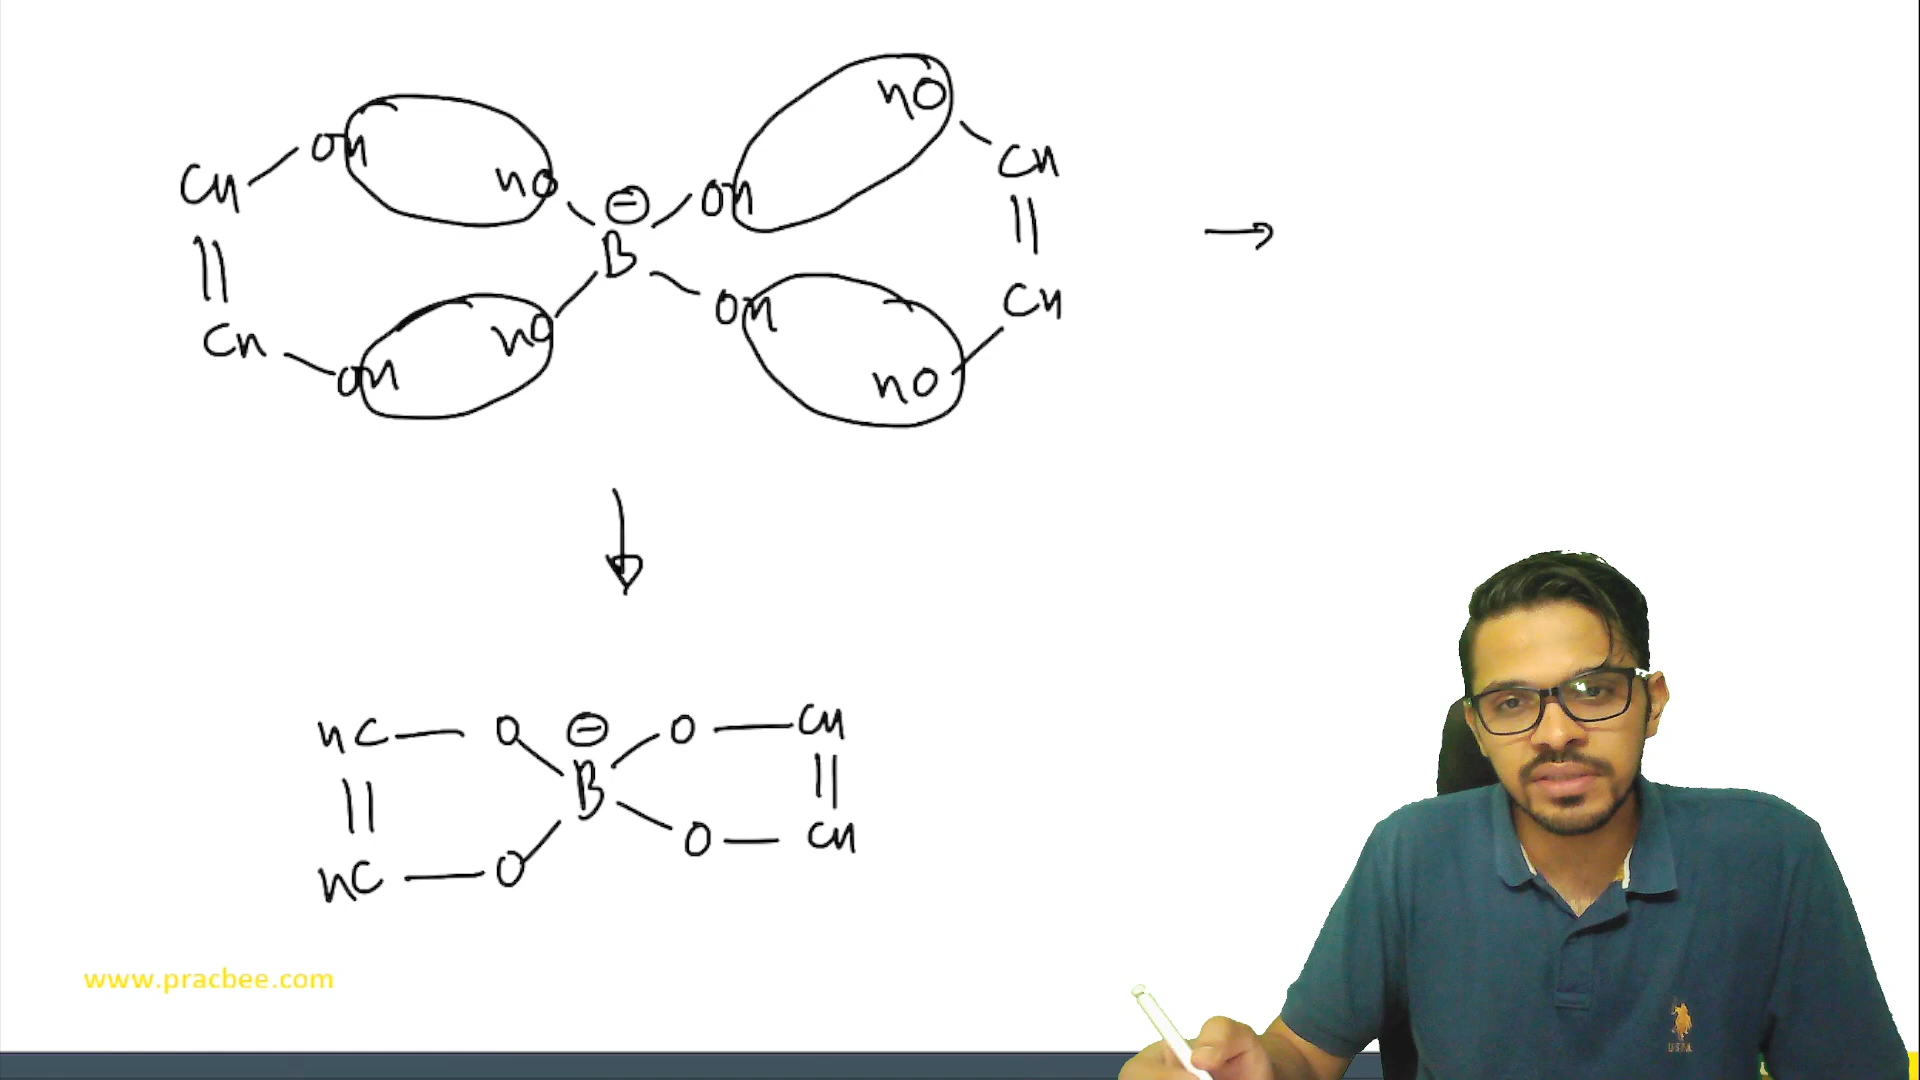 HO
OH CH
CH HO ⊖ OH
|| B ||
HO OH CH
CH OH HO
→
↓
HC — O ⊖ O — CH
|| B ||
HC — O O — CH
www.pracbee.com
USPA